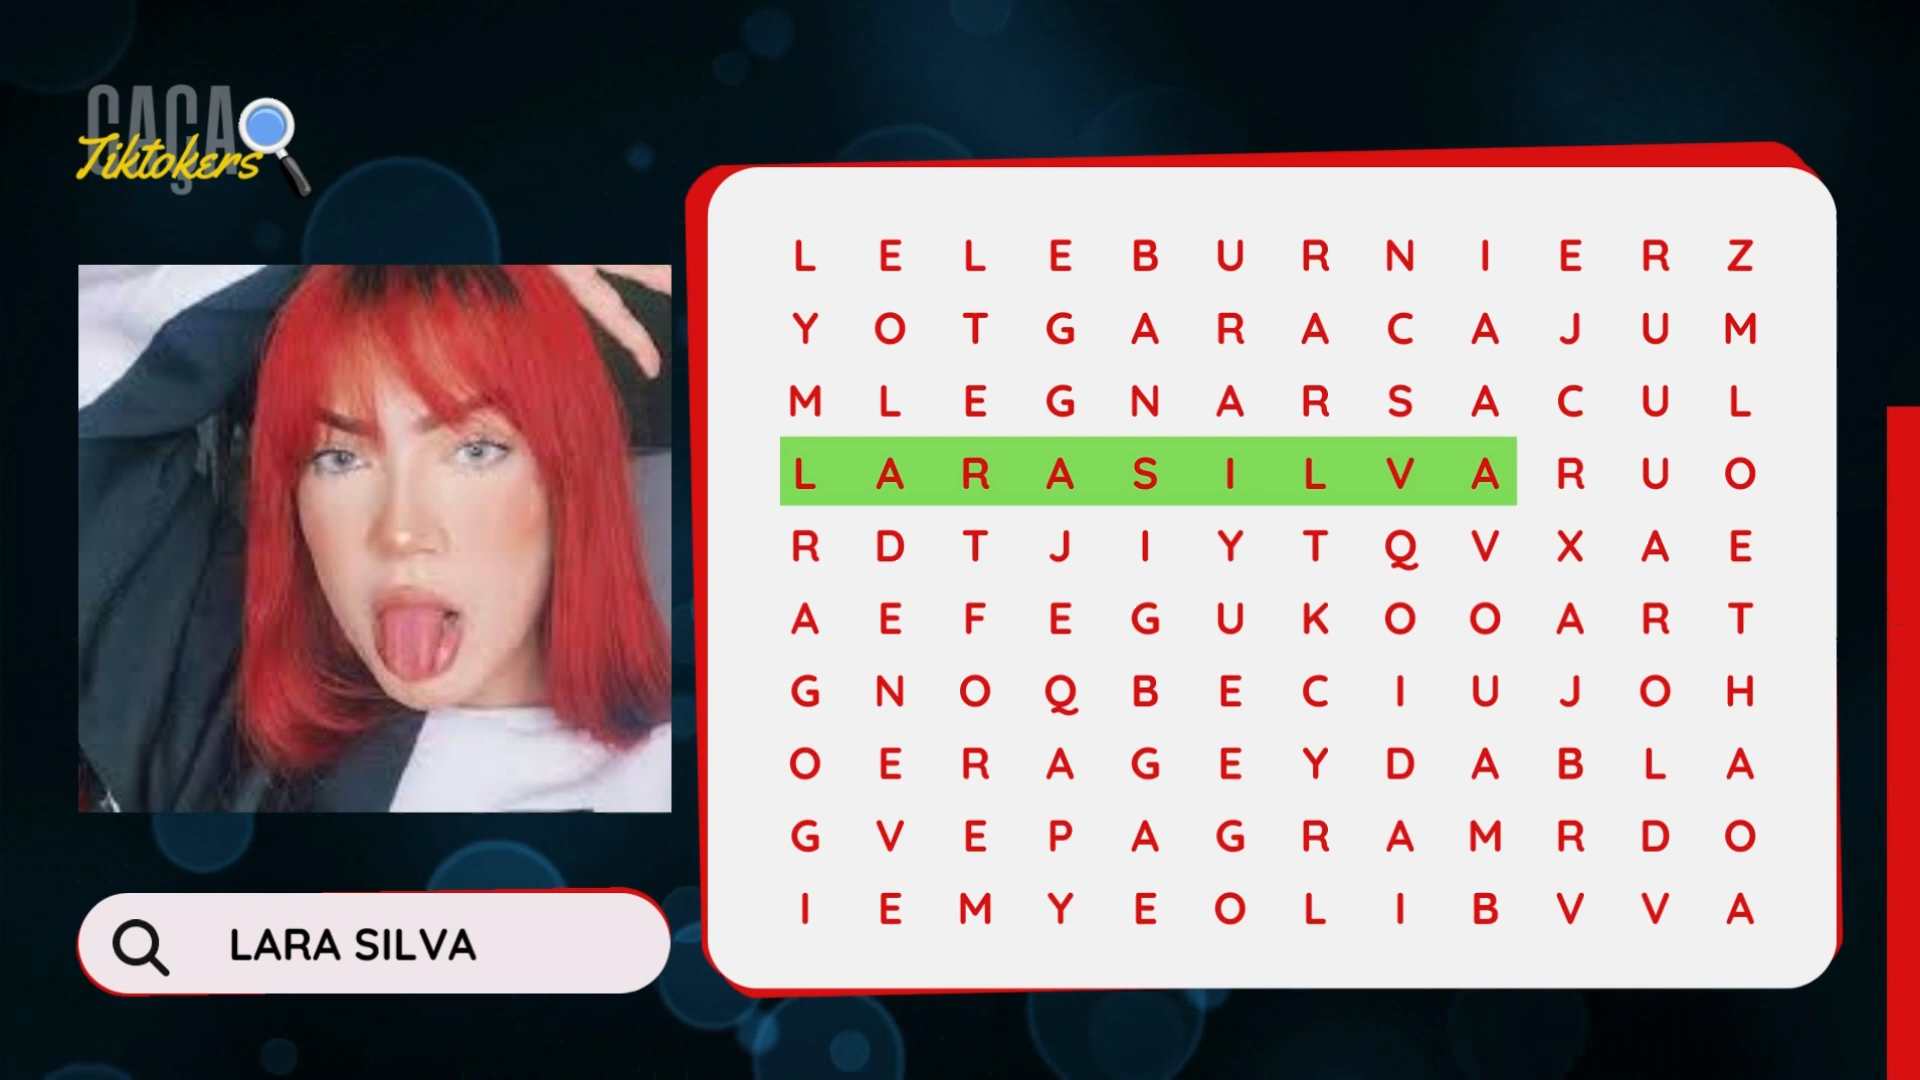 CAÇA
Tiktokers
L E L E B U R N I E R Z
Y O T G A R A C A J U M
M L E G N A R S A C U L
L A R A S I L V A R U O
R D T J I Y T Q V X A E
A E F E G U K O O A R T
G N O Q B E C I U J O H
O E R A G E Y D A B L A
G V E P A G R A M R D O
I E M Y E O L I B V V A
LARA SILVA